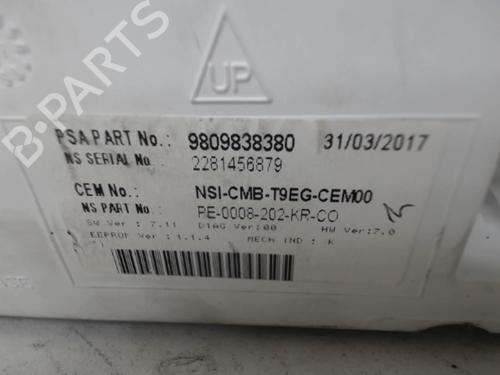 UP
PSA PART No.: 9809838380 31/03/2017
NS SERIAL No.: 2281456879
CEM No.: NSI-CMB-T9EG-CEM00
NS PART No.: PE-0008-202-KR-CO
SW Ver : 7.11 DIAG Ver:00 HW Ver:7.0
EEPROM Ver :1.1.4 MECH IND : K
B-PARTS